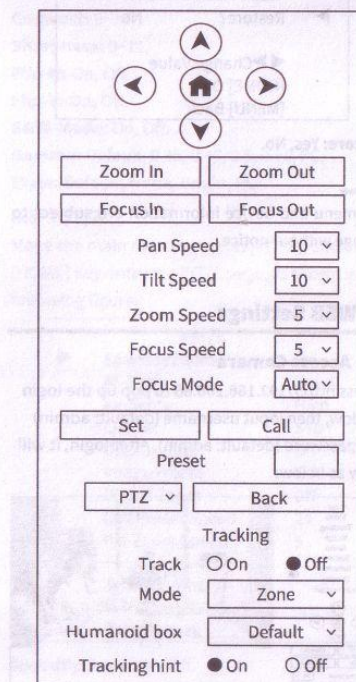 Zoom In Zoom Out
Focus In Focus Out
Pan Speed 10
Tilt Speed 10
Zoom Speed 5
Focus Speed 5
Focus Mode Auto
Set Call
Preset
PTZ Back
Tracking
Track On Off
Mode Zone
Humanoid box Default
Tracking hint On Off